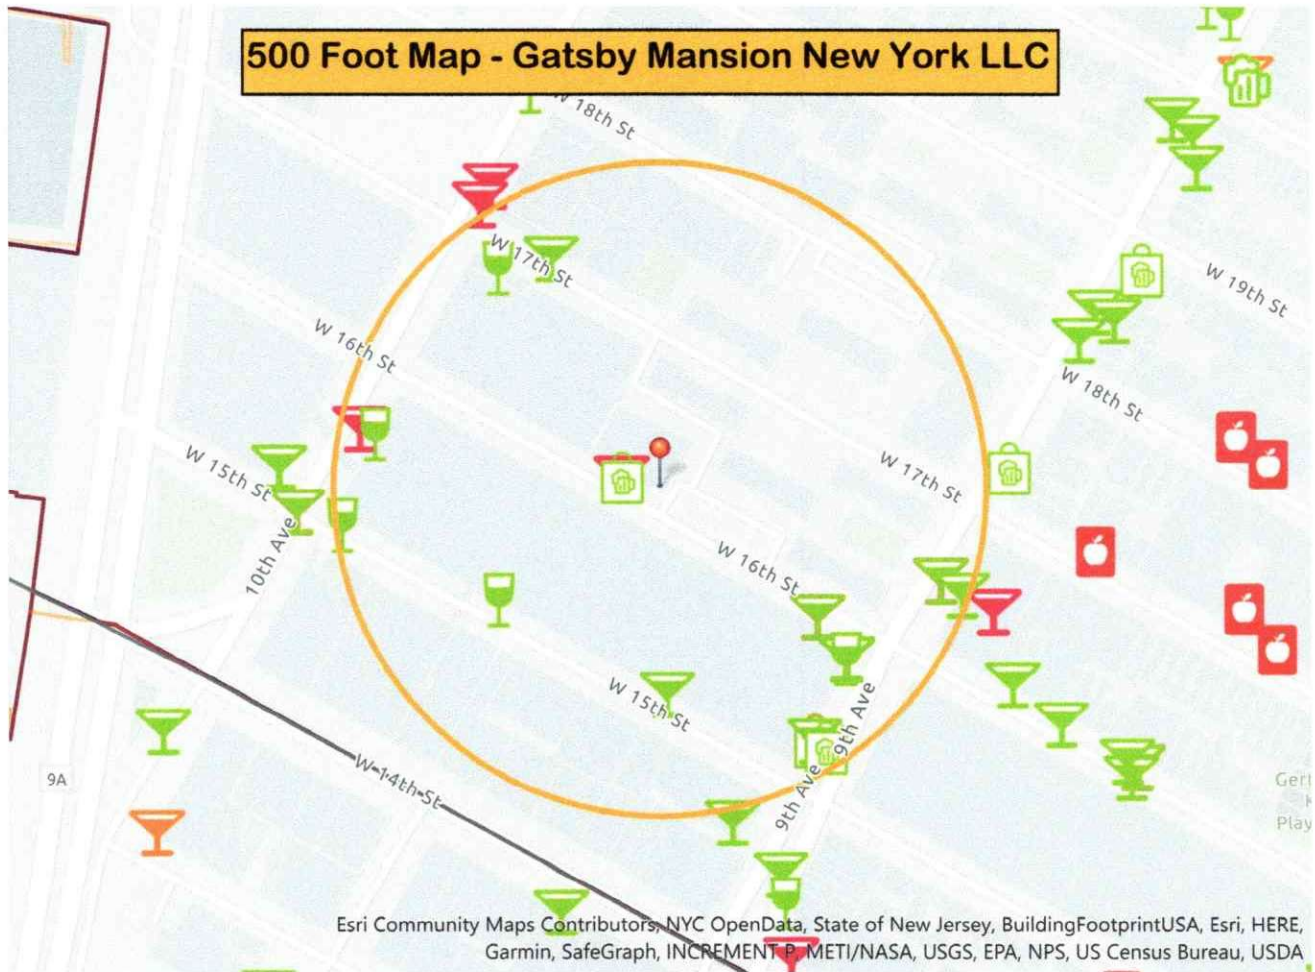 500 Foot Map - Gatsby Mansion New York LLC
W 18th St
W 17th St
W 19th St
W 16th St
W 18th St
W 15th St
W 17th St
10th Ave
W 16th St
W 15th St
9th Ave
9th Ave
W 14th St
9A
Play
Esri Community Maps Contributors, NYC OpenData, State of New Jersey, BuildingFootprintUSA, Esri, HERE,
Garmin, SafeGraph, INCREMENT P, METI/NASA, USGS, EPA, NPS, US Census Bureau, USDA